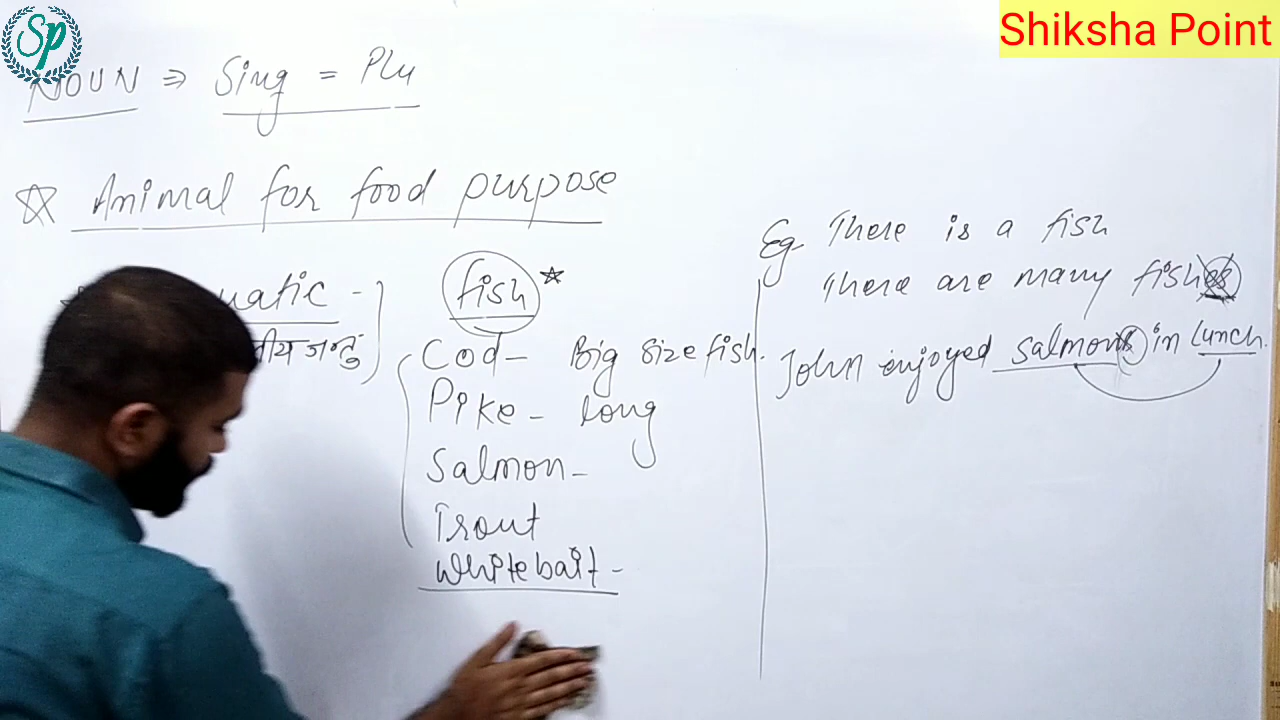 Sp
Shiksha Point
NOUN ⇒ Sing = Plu
☆ Animal for food purpose
uatic -
fish ☆
जन्तु
Cod - Big size fish.
Pike - long
Salmon -
Trout
Whitebait -
Eg. There is a fish
There are many fishes
John enjoyed salmons in Lunch.